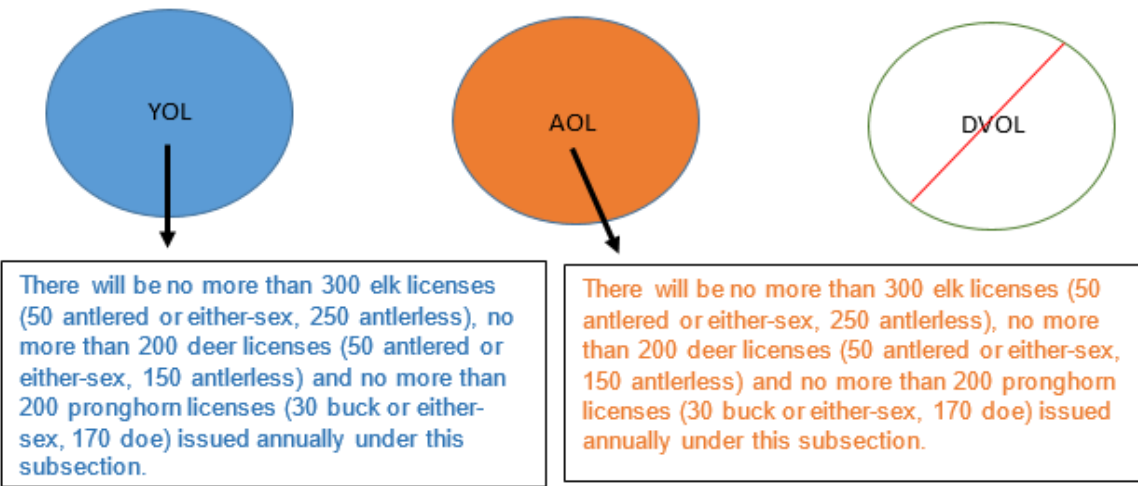 YOL
AOL
DVOL
There will be no more than 300 elk licenses
(50 antlered or either-sex, 250 antlerless), no
more than 200 deer licenses (50 antlered or
either-sex, 150 antlerless) and no more than
200 pronghorn licenses (30 buck or either-
sex, 170 doe) issued annually under this
subsection.
There will be no more than 300 elk licenses (50
antlered or either-sex, 250 antlerless), no more
than 200 deer licenses (50 antlered or either-sex,
150 antlerless) and no more than 200 pronghorn
licenses (30 buck or either-sex, 170 doe) issued
annually under this subsection.